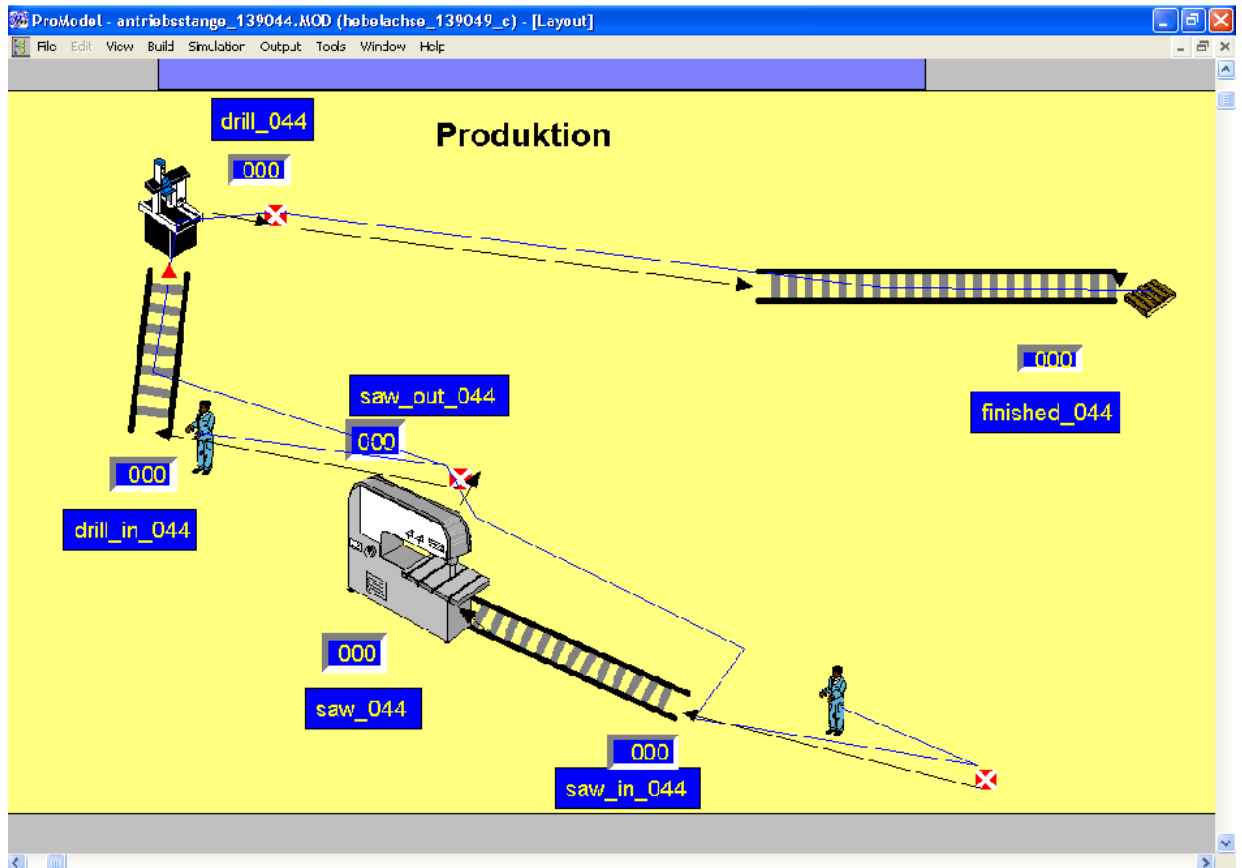 ProModel - antriebsstange_139044.MOD (hebelachse_139049_c) - [Layout]
File Edit View Build Simulation Output Tools Window Help
drill_044
Produktion
000
000
saw_out_044
finished_044
000
000
drill_in_044
000
saw_044
000
saw_in_044